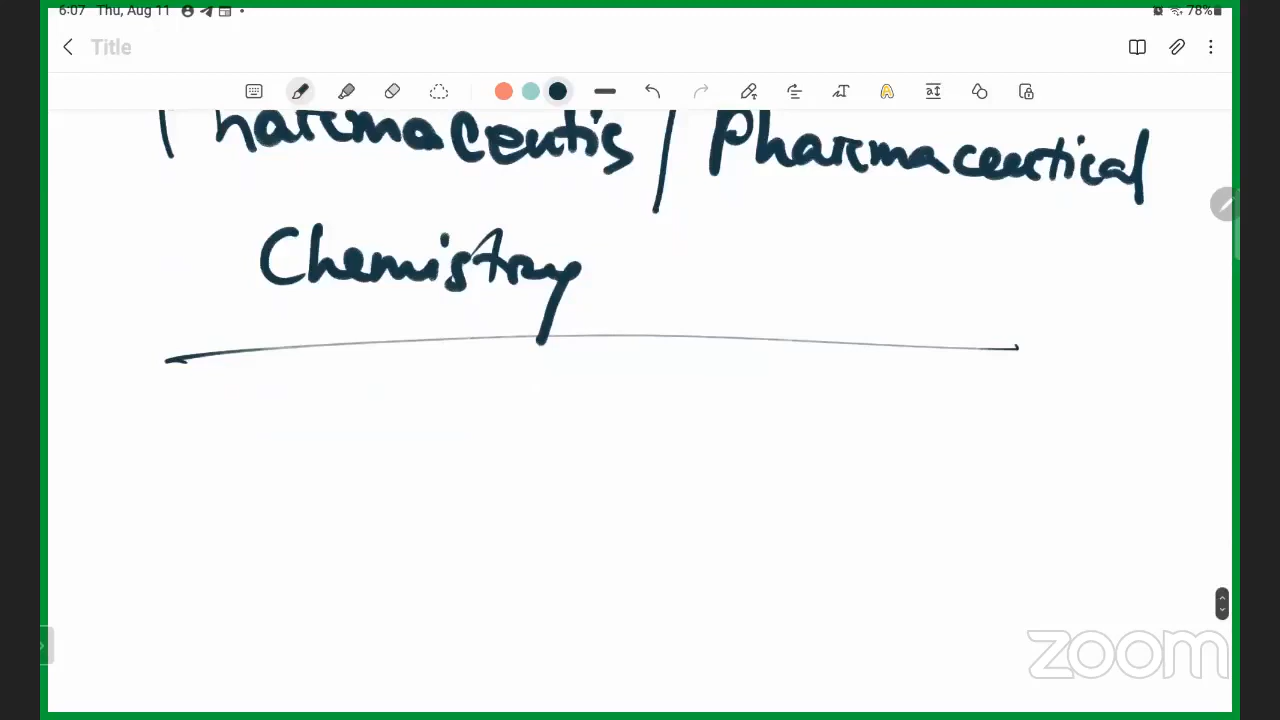 6:07 Thu, Aug 11
78%
Title
Pharmaceutis / Pharmaceutical
Chemistry
zoom